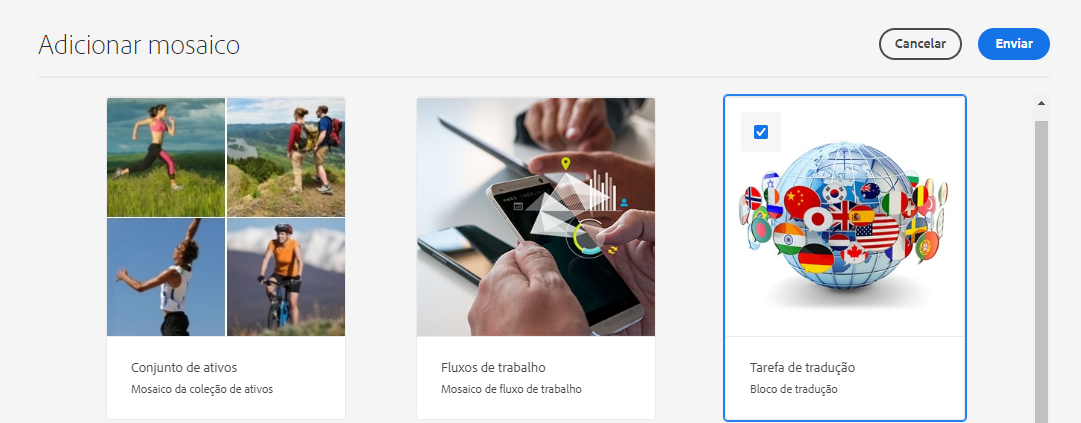 Adicionar mosaico
Cancelar
Enviar
Conjunto de ativos
Mosaico da coleção de ativos
Fluxos de trabalho
Mosaico de fluxo de trabalho
Tarefa de tradução
Bloco de tradução